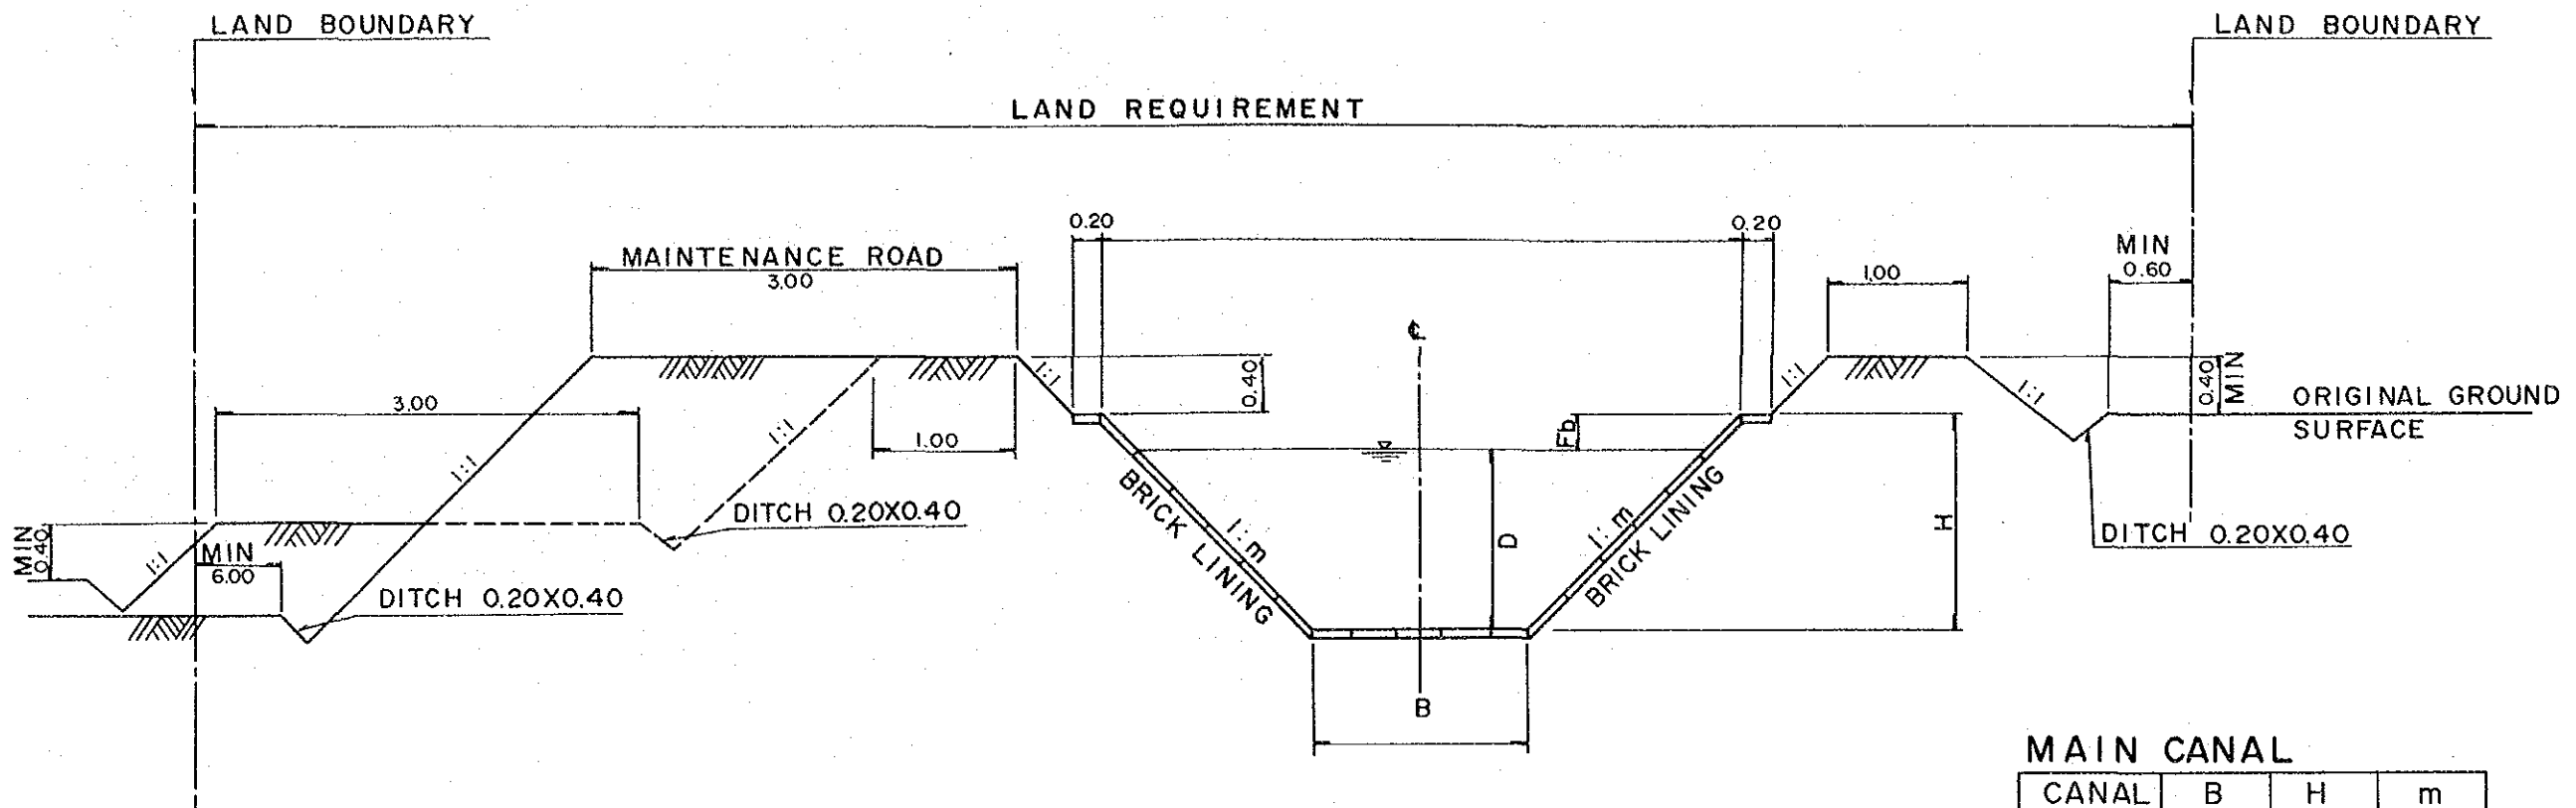 LAND BOUNDARY
LAND BOUNDARY
LAND REQUIREMENT
0.20
0.20
MAINTENANCE ROAD
3.00
MIN
0.60
1.00
℄
1:1
0.40
1:1
1:1
0.40
MIN
ORIGINAL GROUND
SURFACE
3.00
1:1
1:1
1.00
Fb
BRICK LINING
1:m
D
1:m
BRICK LINING
H
DITCH 0.20X0.40
DITCH 0.20X0.40
MIN
0.40
1:1
MIN
6.00
DITCH 0.20X0.40
B
MAIN CANAL
CANAL B H m